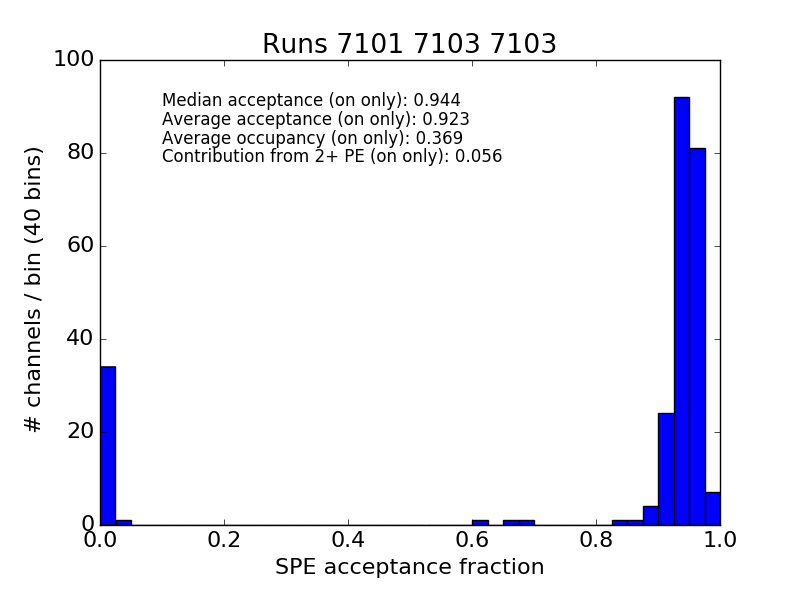 Runs 7101 7103 7103
100
Median acceptance (on only): 0.944
Average acceptance (on only): 0.923
Average occupancy (on only): 0.369
Contribution from 2+ PE (on only): 0.056
80
60
40
20
0
# channels / bin (40 bins)
0.0 0.2 0.4 0.6 0.8 1.0
SPE acceptance fraction